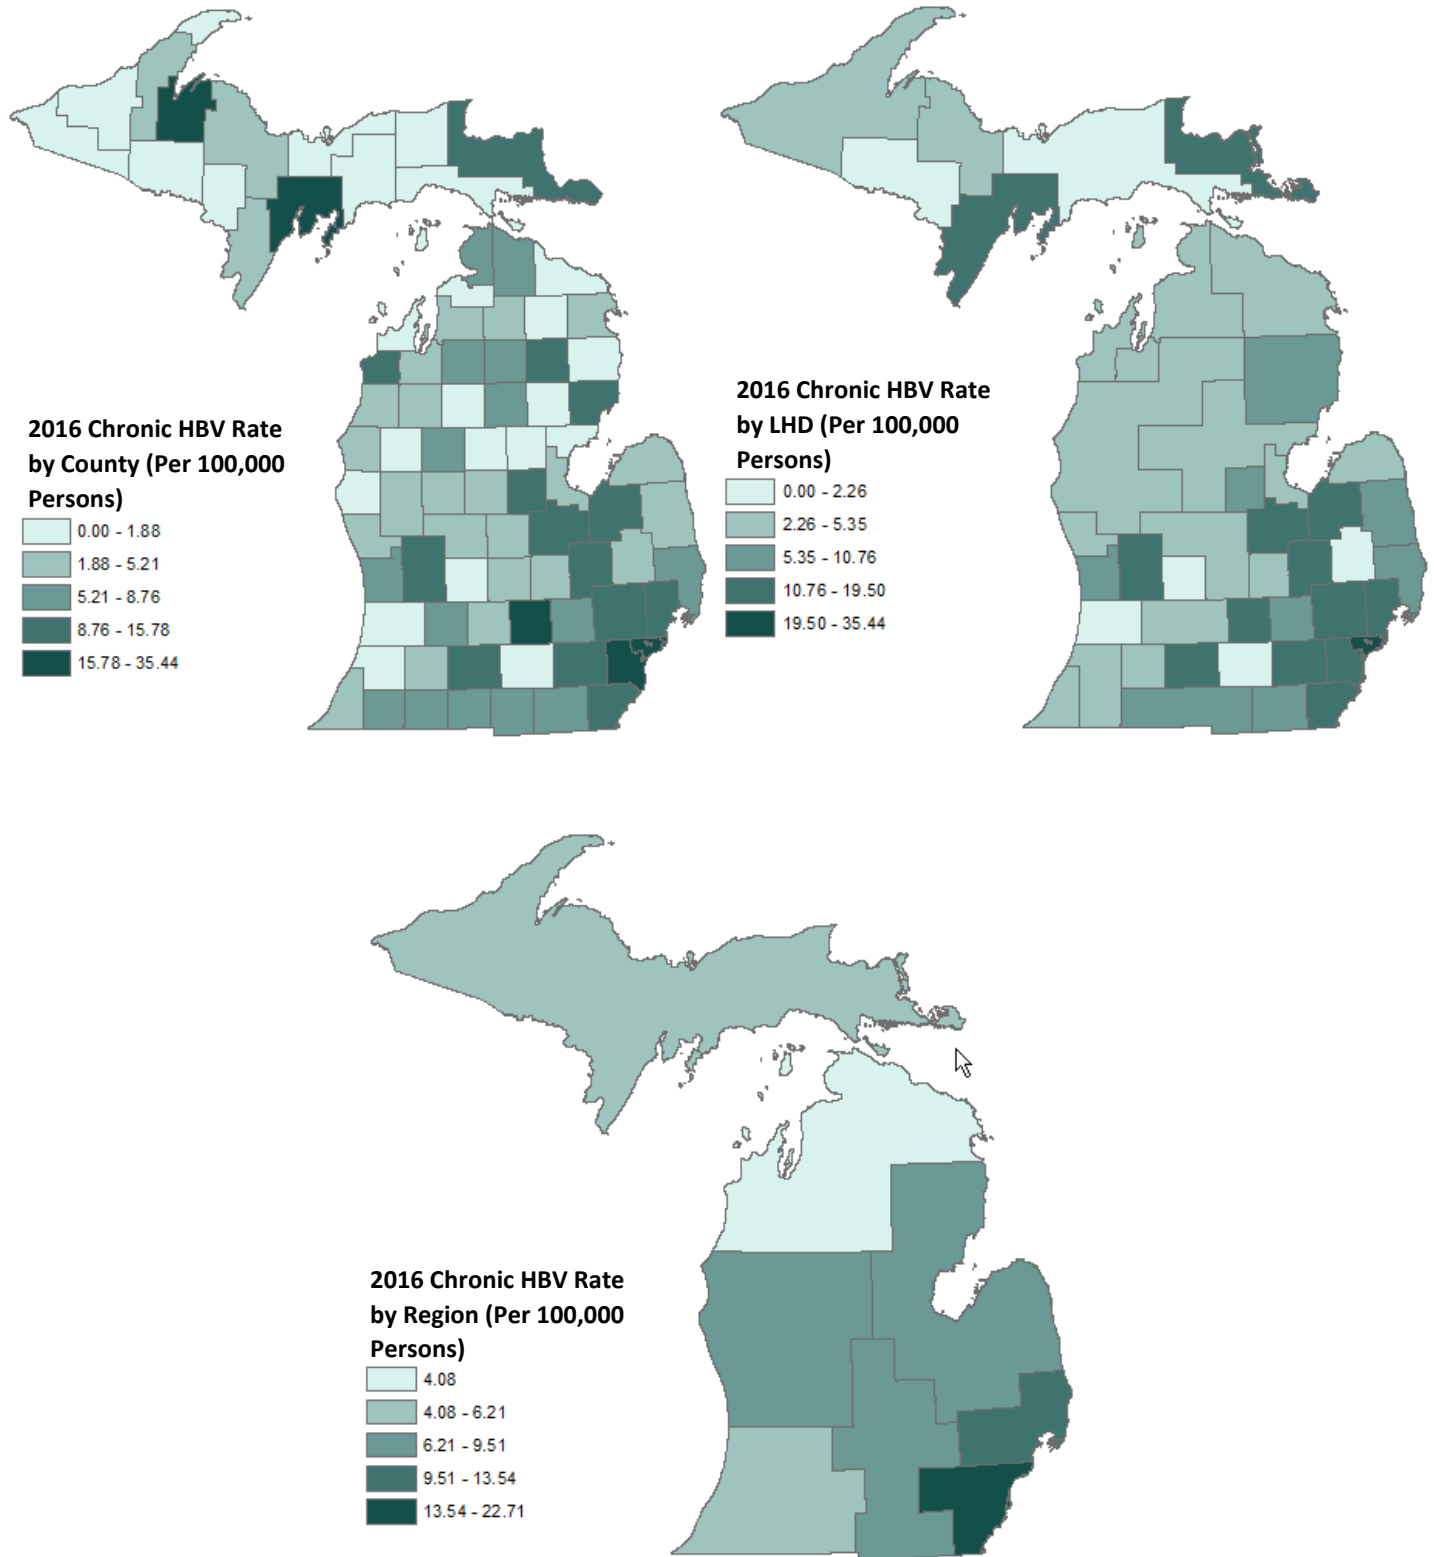 2016 Chronic HBV Rate
by County (Per 100,000
Persons)
0.00 - 1.88
1.88 - 5.21
5.21 - 8.76
8.76 - 15.78
15.78 - 35.44
2016 Chronic HBV Rate
by LHD (Per 100,000
Persons)
0.00 - 2.26
2.26 - 5.35
5.35 - 10.76
10.76 - 19.50
19.50 - 35.44
2016 Chronic HBV Rate
by Region (Per 100,000
Persons)
4.08
4.08 - 6.21
6.21 - 9.51
9.51 - 13.54
13.54 - 22.71